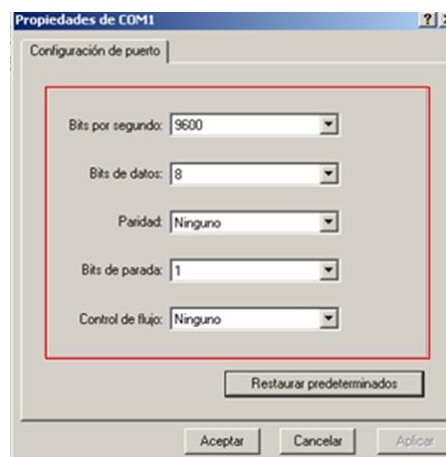 Propiedades de COM1 ?
Configuración de puerto
Bits por segundo: 9600
Bits de datos: 8
Paridad: Ninguno
Bits de parada: 1
Control de flujo: Ninguno
Restaurar predeterminados
Aceptar Cancelar Aplicar